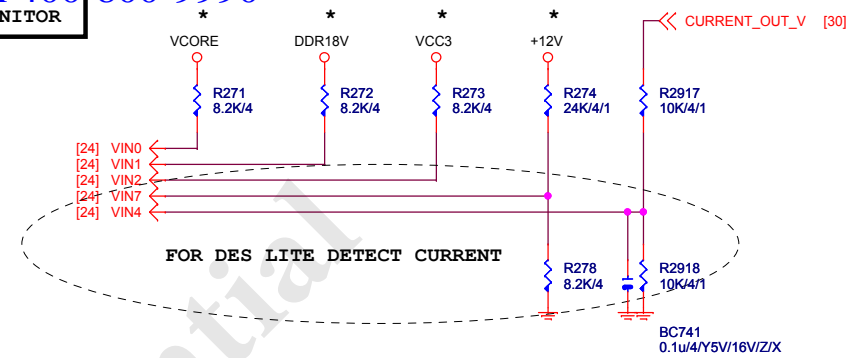 NITOR
* * * *
CURRENT_OUT_V [30]
VCORE DDR18V VCC3 +12V
R271 R272 R273 R274 R2917
8.2K/4 8.2K/4 8.2K/4 24K/4/1 10K/4/1
[24] VIN0
[24] VIN1
[24] VIN2
[24] VIN7
[24] VIN4
FOR DES LITE DETECT CURRENT
R278 R2918
8.2K/4 10K/4/1
BC741
0.1u/4/Y5V/16V/Z/X
ntial